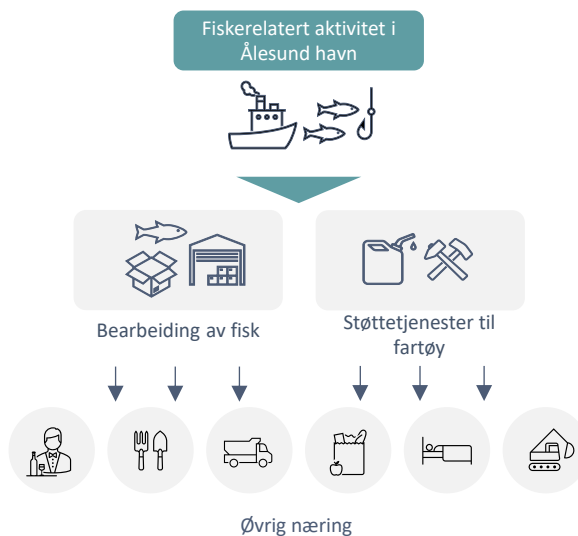 Fiskerelatert aktivitet i
Ålesund havn
Bearbeiding av fisk
Støttetjenester til
fartøy
Øvrig næring